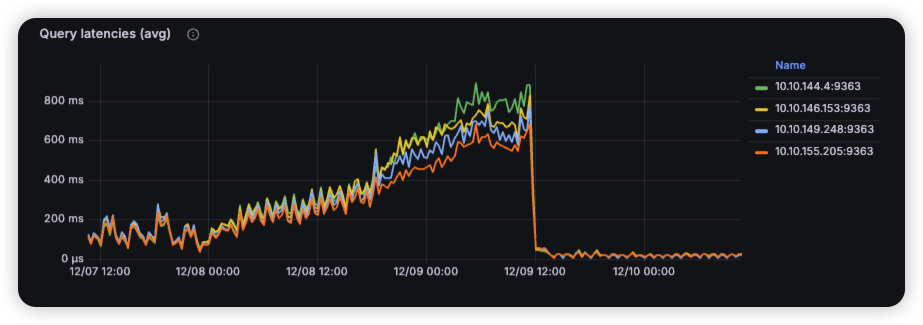 Query latencies (avg)
Name
10.10.144.4:9363
10.10.146.153:9363
10.10.149.248:9363
10.10.155.205:9363
800 ms
600 ms
400 ms
200 ms
0 µs
12/07 12:00 12/08 00:00 12/08 12:00 12/09 00:00 12/09 12:00 12/10 00:00